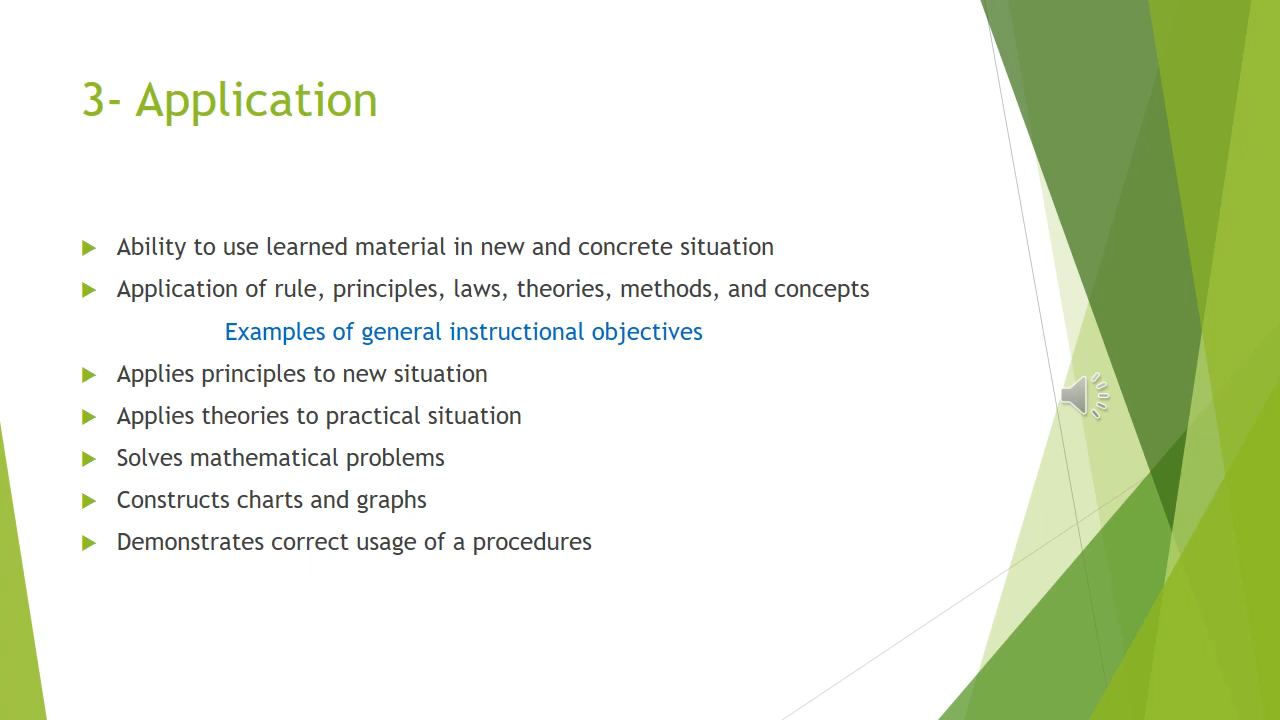 3- Application
Ability to use learned material in new and concrete situation
Application of rule, principles, laws, theories, methods, and concepts
Examples of general instructional objectives
Applies principles to new situation
Applies theories to practical situation
Solves mathematical problems
Constructs charts and graphs
Demonstrates correct usage of a procedures